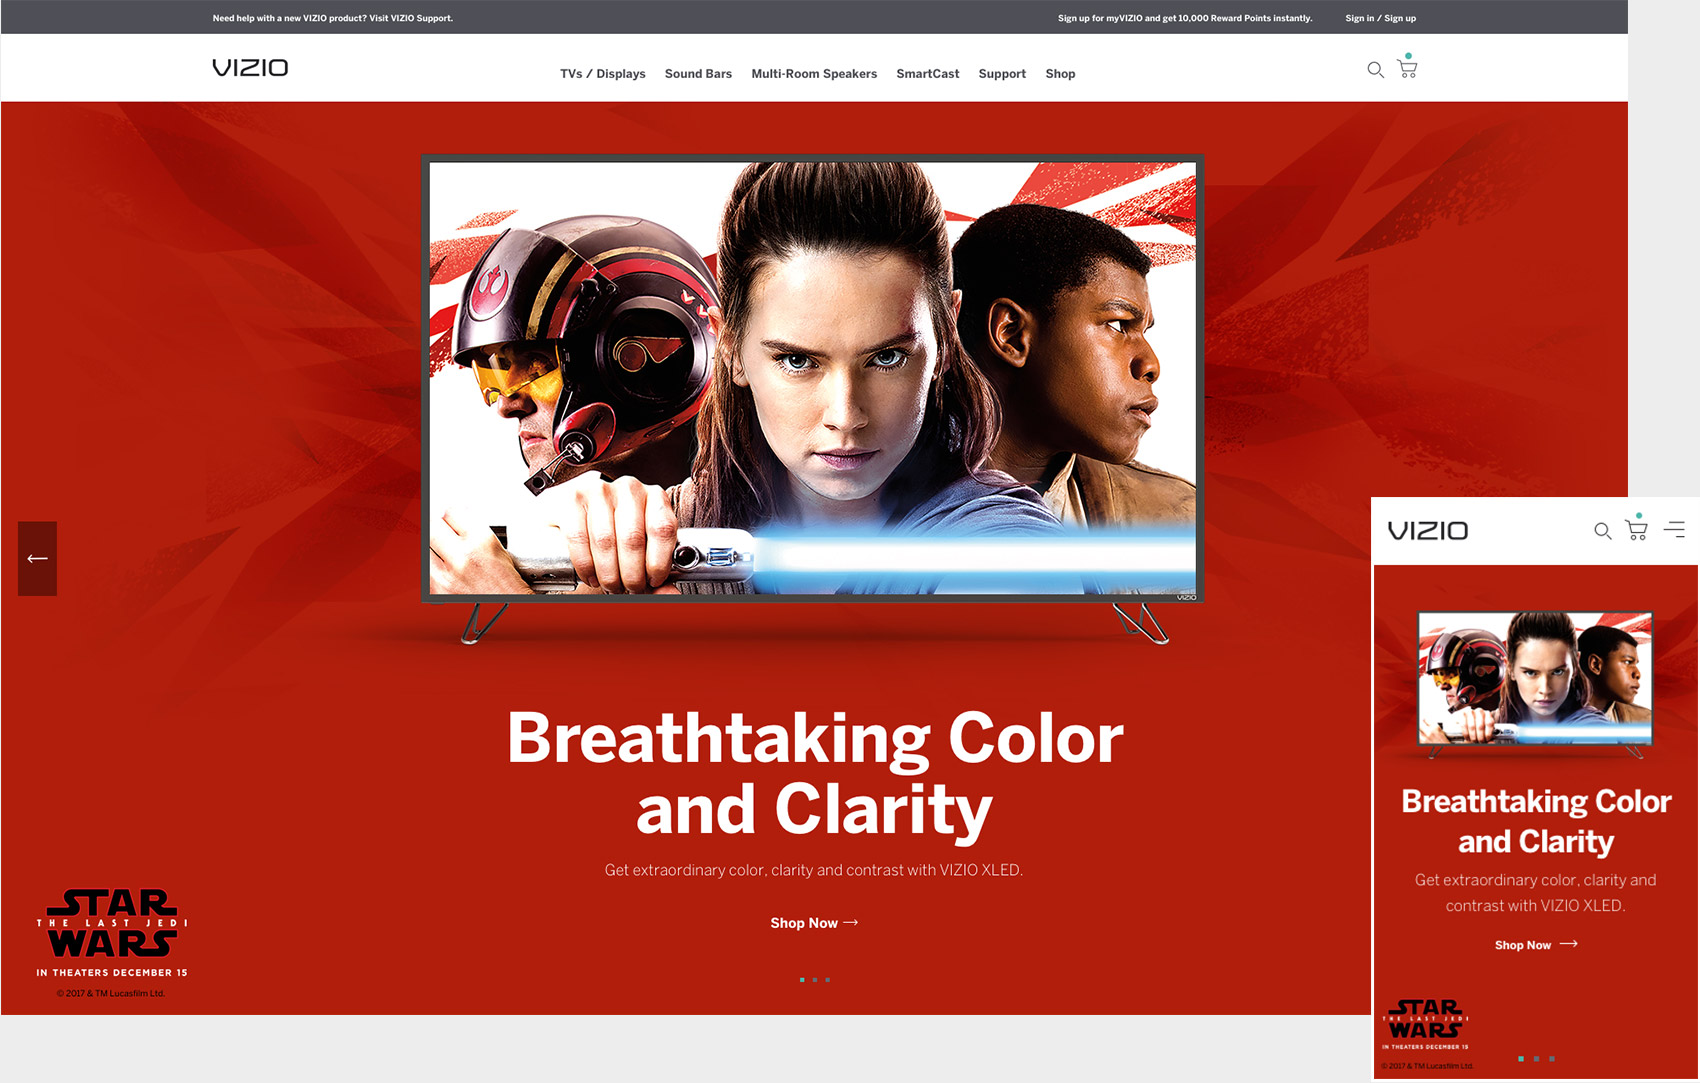 Need help with a new VIZIO product? Visit VIZIO Support.
Sign up for myVIZIO and get 10,000 Reward Points instantly.
Sign in / Sign up
VIZIO
TVs / Displays
Sound Bars
Multi-Room Speakers
SmartCast
Support
Shop
VIZIO
Breathtaking Color
and Clarity
Get extraordinary color, clarity and contrast with VIZIO XLED.
Shop Now
STAR
THE LAST JEDI
WARS
IN THEATERS DECEMBER 15
© 2017 & TM Lucasfilm Ltd.
VIZIO
Breathtaking Color
and Clarity
Get extraordinary color, clarity and
contrast with VIZIO XLED.
Shop Now
STAR
THE LAST JEDI
WARS
IN THEATERS DECEMBER 15
© 2017 & TM Lucasfilm Ltd.